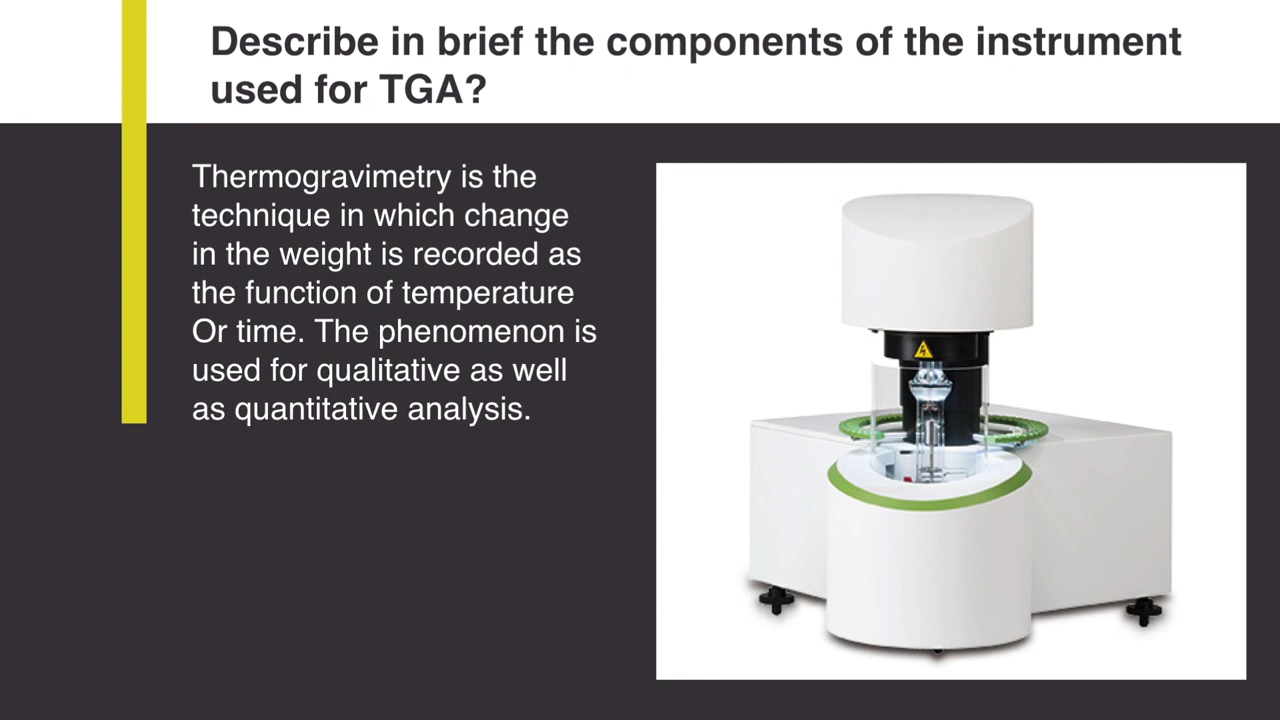 Describe in brief the components of the instrument
used for TGA?
Thermogravimetry is the
technique in which change
in the weight is recorded as
the function of temperature
Or time. The phenomenon is
used for qualitative as well
as quantitative analysis.